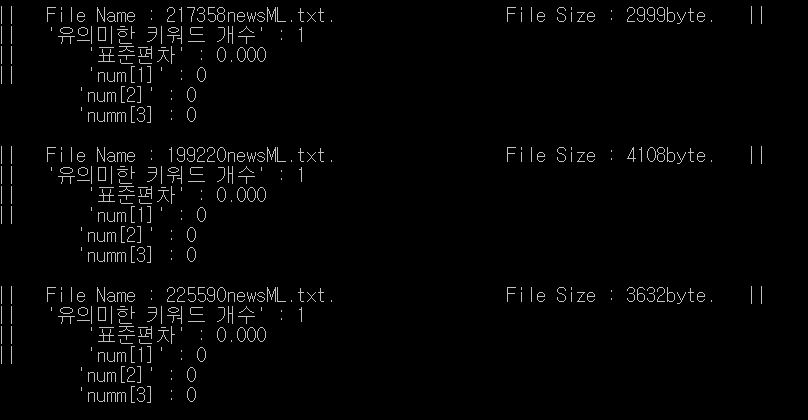 ||   File Name : 217358newsML.txt.                 File Size : 2999byte.   ||
||   '유의미한 키워드 개수' : 1
||       '표준편차' : 0.000
||       'num[1]' : 0
        'num[2]' : 0
        'numm[3] : 0
||   File Name : 199220newsML.txt.                 File Size : 4108byte.   ||
||   '유의미한 키워드 개수' : 1
||       '표준편차' : 0.000
||       'num[1]' : 0
        'num[2]' : 0
        'numm[3] : 0
||   File Name : 225590newsML.txt.                 File Size : 3632byte.   ||
||   '유의미한 키워드 개수' : 1
||       '표준편차' : 0.000
||       'num[1]' : 0
        'num[2]' : 0
        'numm[3] : 0